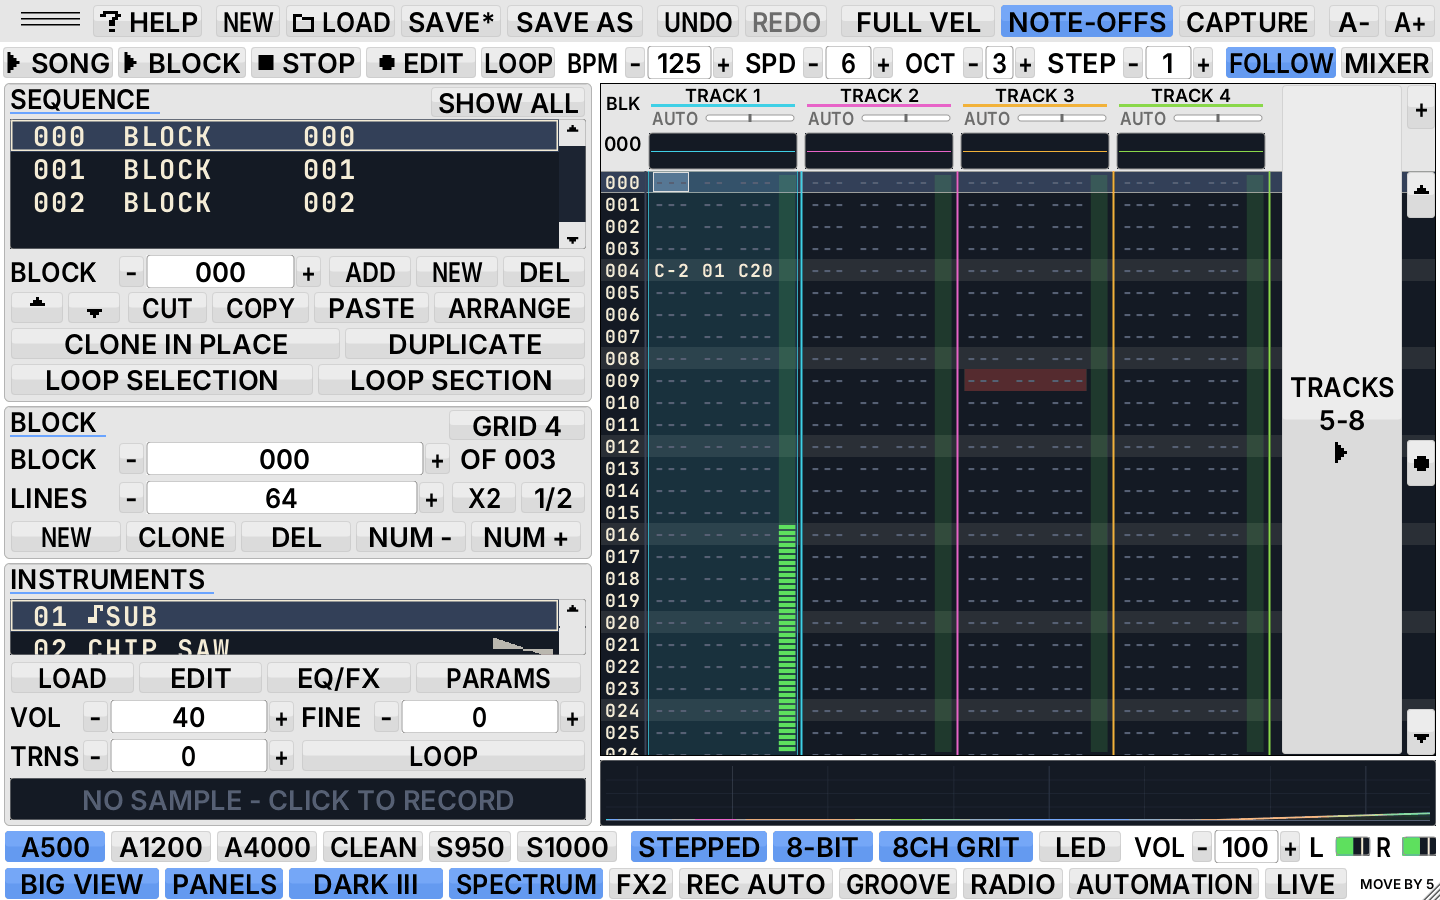 ? HELP NEW LOAD SAVE* SAVE AS UNDO REDO FULL VEL NOTE-OFFS CAPTURE A- A+
SONG BLOCK STOP EDIT LOOP BPM - 125 + SPD - 6 + OCT - 3 + STEP - 1 + FOLLOW MIXER
SEQUENCE SHOW ALL
000 BLOCK 000
001 BLOCK 001
002 BLOCK 002
BLOCK - 000 + ADD NEW DEL
CUT COPY PASTE ARRANGE
CLONE IN PLACE DUPLICATE
LOOP SELECTION LOOP SECTION
BLOCK GRID 4
BLOCK - 000 + OF 003
LINES - 64 + X2 1/2
NEW CLONE DEL NUM - NUM +
INSTRUMENTS
01 SUB
02 CHIP SAW
LOAD EDIT EQ/FX PARAMS
VOL - 40 + FINE - 0 +
TRNS - 0 + LOOP
NO SAMPLE - CLICK TO RECORD
BLK TRACK 1 TRACK 2 TRACK 3 TRACK 4 +
AUTO AUTO AUTO AUTO
000
000 --- -- --- --- -- --- --- -- --- --- -- ---
001 --- -- --- --- -- --- --- -- --- --- -- ---
002 --- -- --- --- -- --- --- -- --- --- -- ---
003 --- -- --- --- -- --- --- -- --- --- -- ---
004 C-2 01 C20 --- -- --- --- -- --- --- -- ---
005 --- -- --- --- -- --- --- -- --- --- -- ---
006 --- -- --- --- -- --- --- -- --- --- -- ---
007 --- -- --- --- -- --- --- -- --- --- -- ---
008 --- -- --- --- -- --- --- -- --- --- -- ---
009 --- -- --- --- -- --- --- -- --- --- -- ---
010 --- -- --- --- -- --- --- -- --- --- -- ---
011 --- -- --- --- -- --- --- -- --- --- -- ---
012 --- -- --- --- -- --- --- -- --- --- -- ---
013 --- -- --- --- -- --- --- -- --- --- -- ---
014 --- -- --- --- -- --- --- -- --- --- -- ---
015 --- -- --- --- -- --- --- -- --- --- -- ---
016 --- -- --- --- -- --- --- -- --- --- -- ---
017 --- -- --- --- -- --- --- -- --- --- -- ---
018 --- -- --- --- -- --- --- -- --- --- -- ---
019 --- -- --- --- -- --- --- -- --- --- -- ---
020 --- -- --- --- -- --- --- -- --- --- -- ---
021 --- -- --- --- -- --- --- -- --- --- -- ---
022 --- -- --- --- -- --- --- -- --- --- -- ---
023 --- -- --- --- -- --- --- -- --- --- -- ---
024 --- -- --- --- -- --- --- -- --- --- -- ---
025 --- -- --- --- -- --- --- -- --- --- -- ---
026
TRACKS
5-8
A500 A1200 A4000 CLEAN S950 S1000 STEPPED 8-BIT 8CH GRIT LED VOL - 100 + L R
BIG VIEW PANELS DARK III SPECTRUM FX2 REC AUTO GROOVE RADIO AUTOMATION LIVE MOVE BY 5